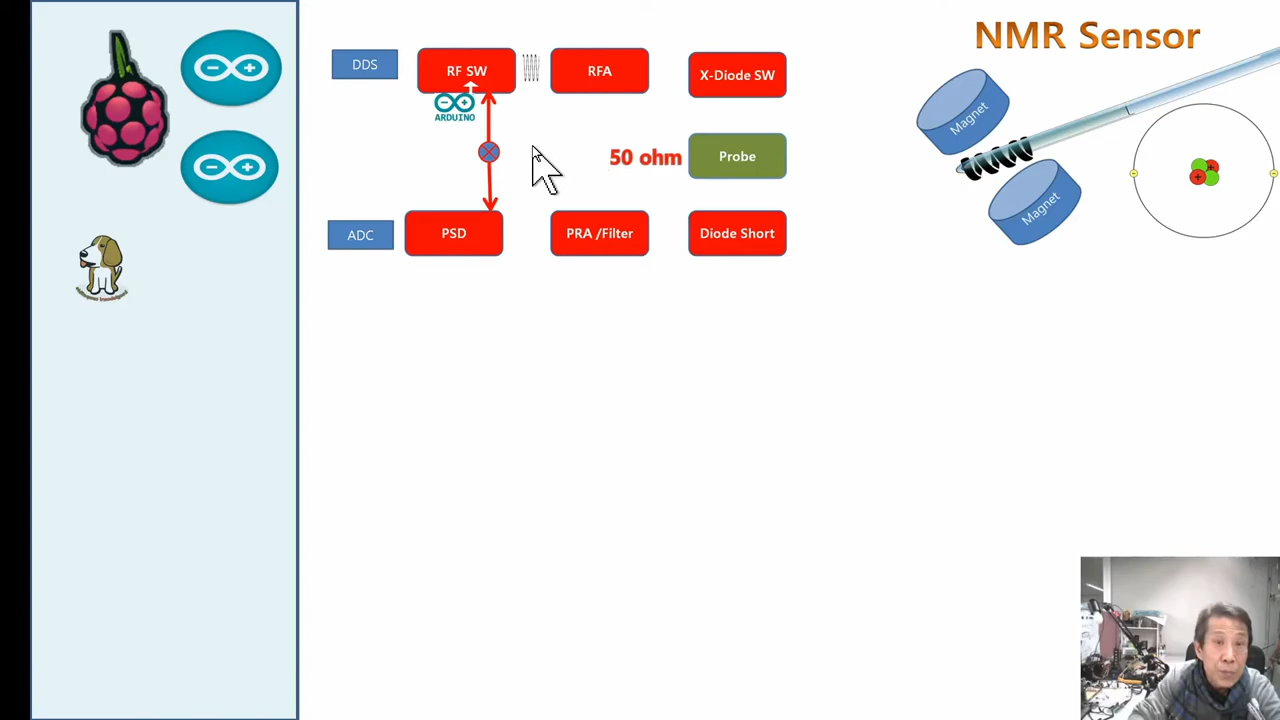 NMR Sensor
DDS
RF SW
RFA
X-Diode SW
ARDUINO
Magnet
50 ohm
Probe
Magnet
ADC
PSD
PRA /Filter
Diode Short